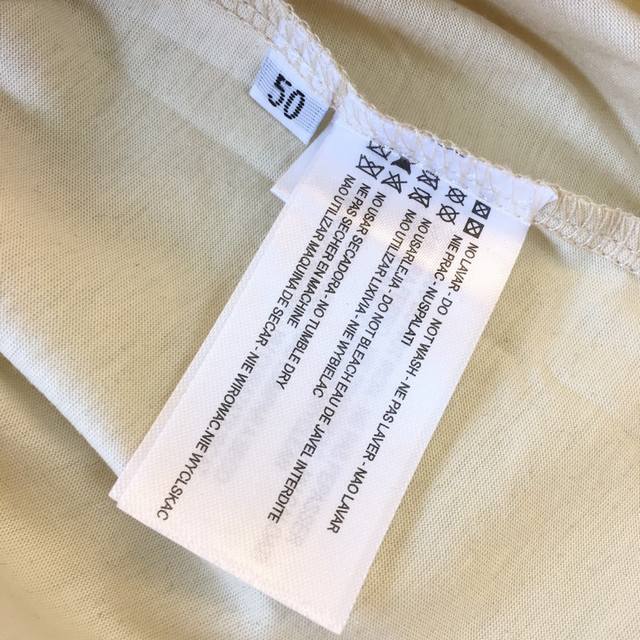 50
NO LAVAR- DO NOT WASH - NE PAS LAVER - NAO LAVAR
NIE PRAC - NUSPALATI
NO USAR LEJIA - DO NOT BLEACH EAU DE JAVEL INTERDITE
NAO UTILIZAR LIXIVIA - NIE WYBIELAC
NO USAR SECADORA - NO TUMBLE DRY
NE PAS SECHER EN MACHINE
NAO UTILIZAR MAQUINA DE SECAR - NIE WIROWAC.NIE WYCLSKAC